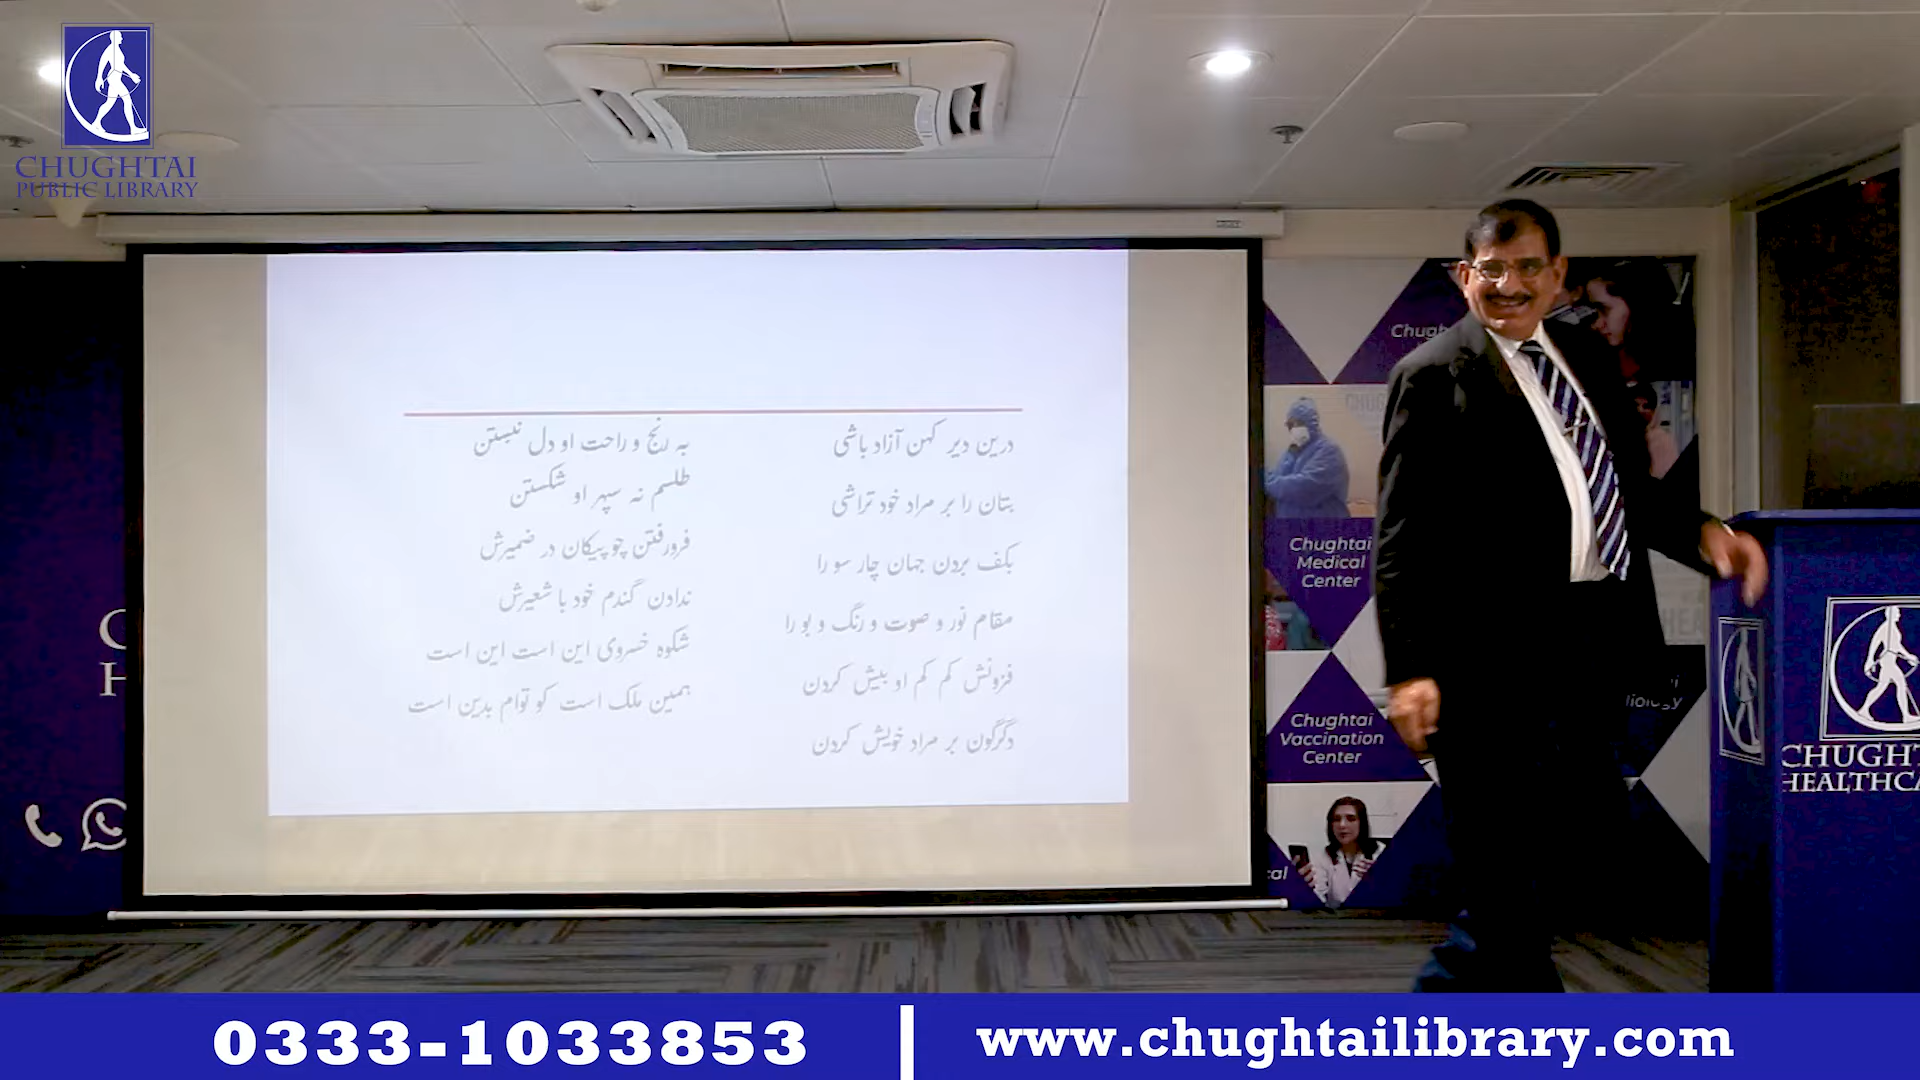 CHUGHTAI
PUBLIC LIBRARY
درین دیر کہن آزاد باشی
بتان را بر مراد خود تراشی
بکف بردن جہان چار سو را
مقام نور و صوت و رنگ و بو را
فزونش کم کم او بیش کردن
دگرگون بر مراد خویش کردن
بہ رنج و راحت او دل نبستن
طلسم نہ سپہر او شکستن
فرورفتن چو پیکان در ضمیرش
ندادن گندم خود با شعیرش
شکوہ خسروی این است این است
ہمین ملک است کو توام بدین است
Chughtai
Medical
Center
Chughtai
Vaccination
Center
0333-1033853
www.chughtailibrary.com